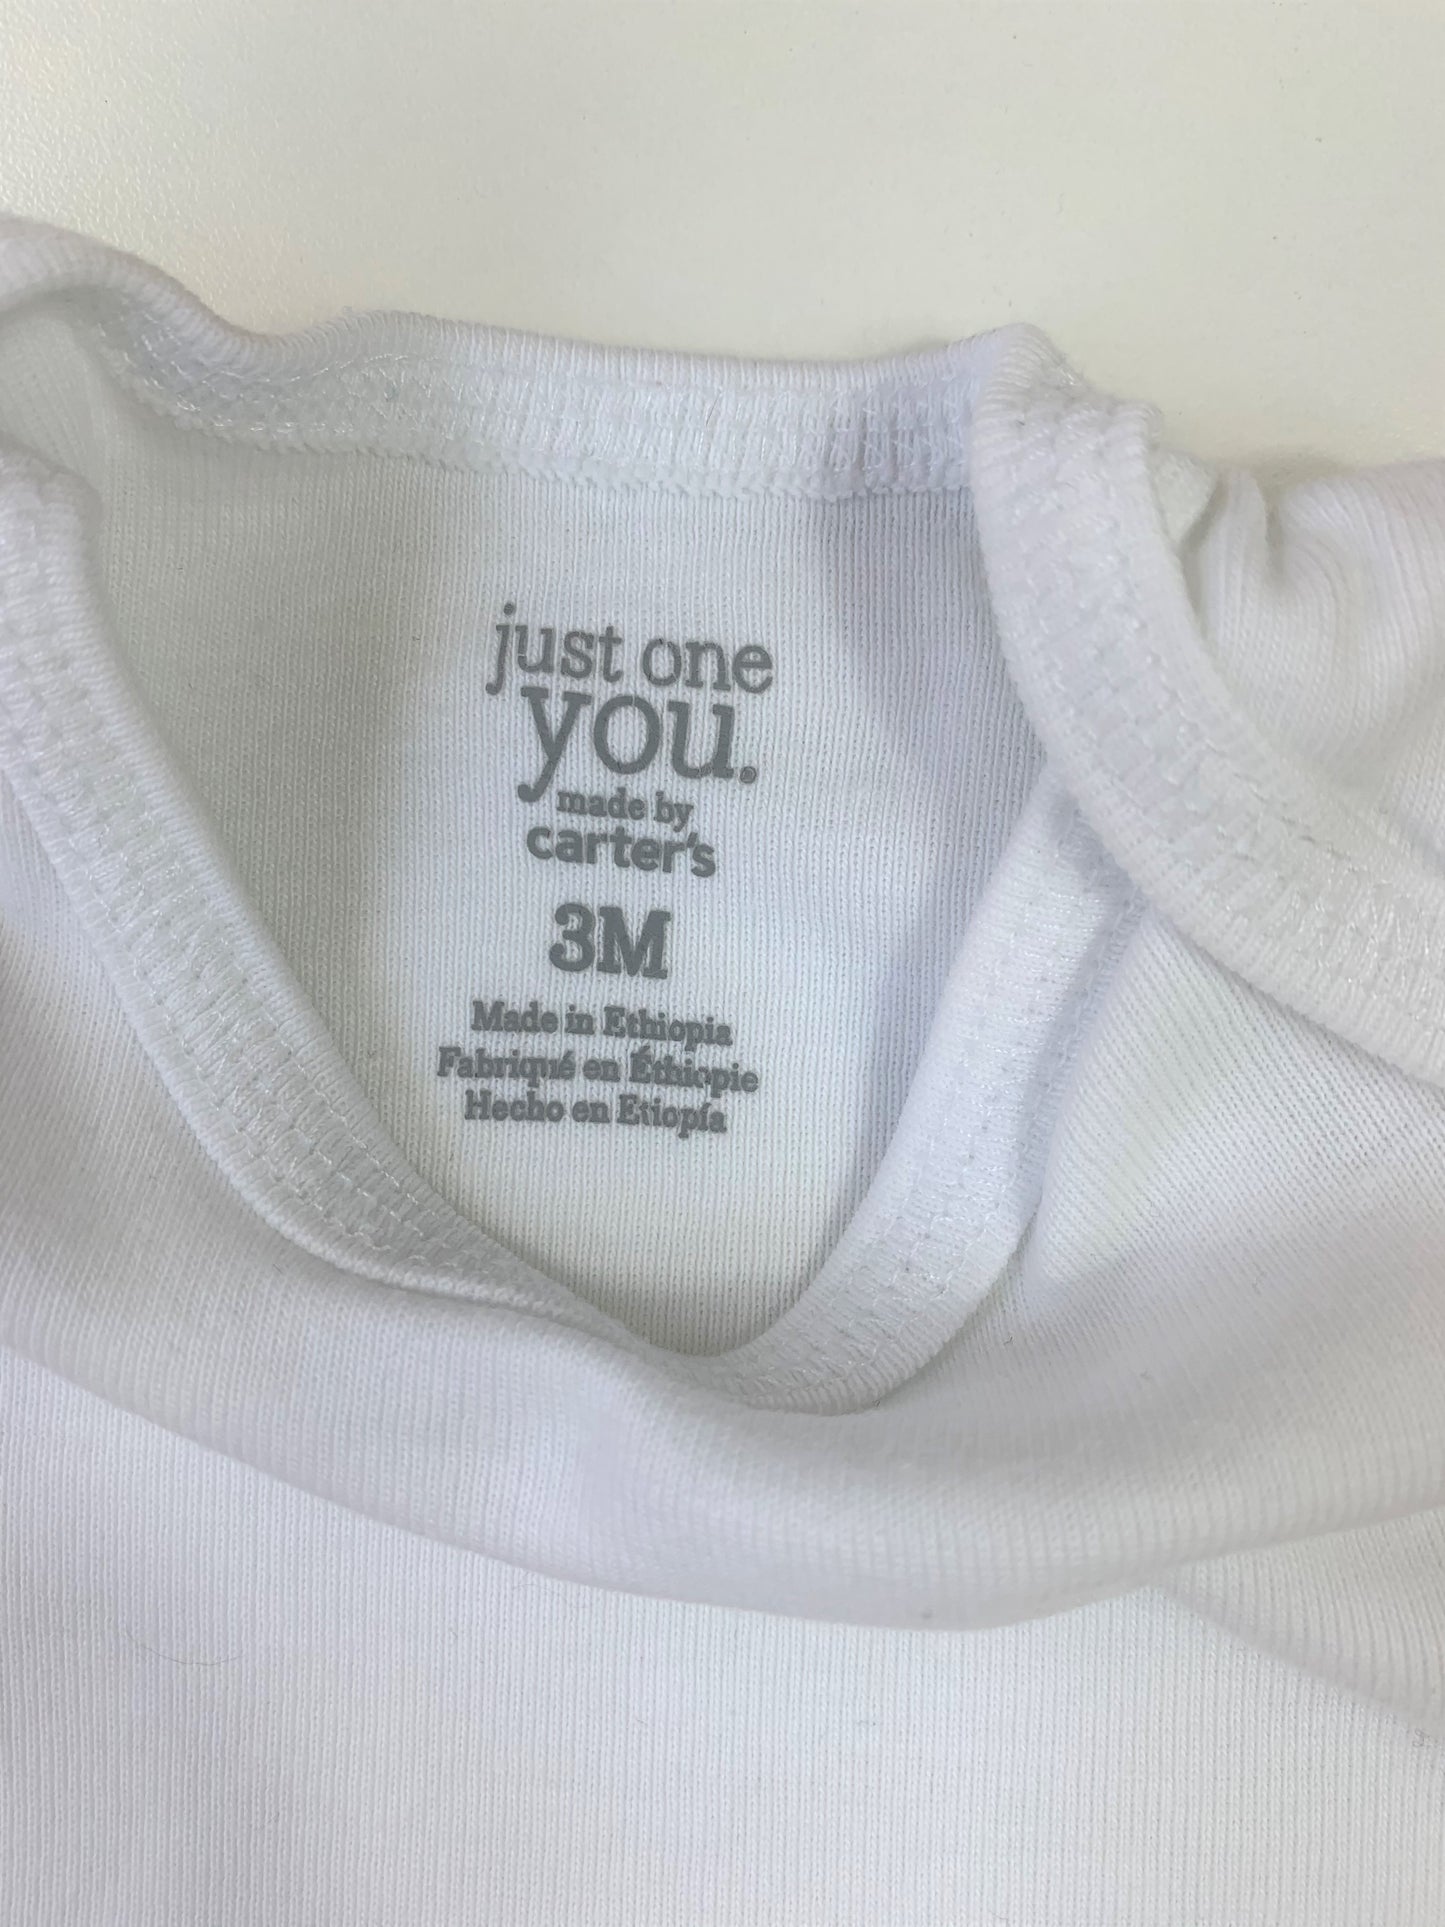 just one
you.
made by
carter's
3M
Made in Ethiopia
Fabriqué en Éthiopie
Hecho en Etiopía